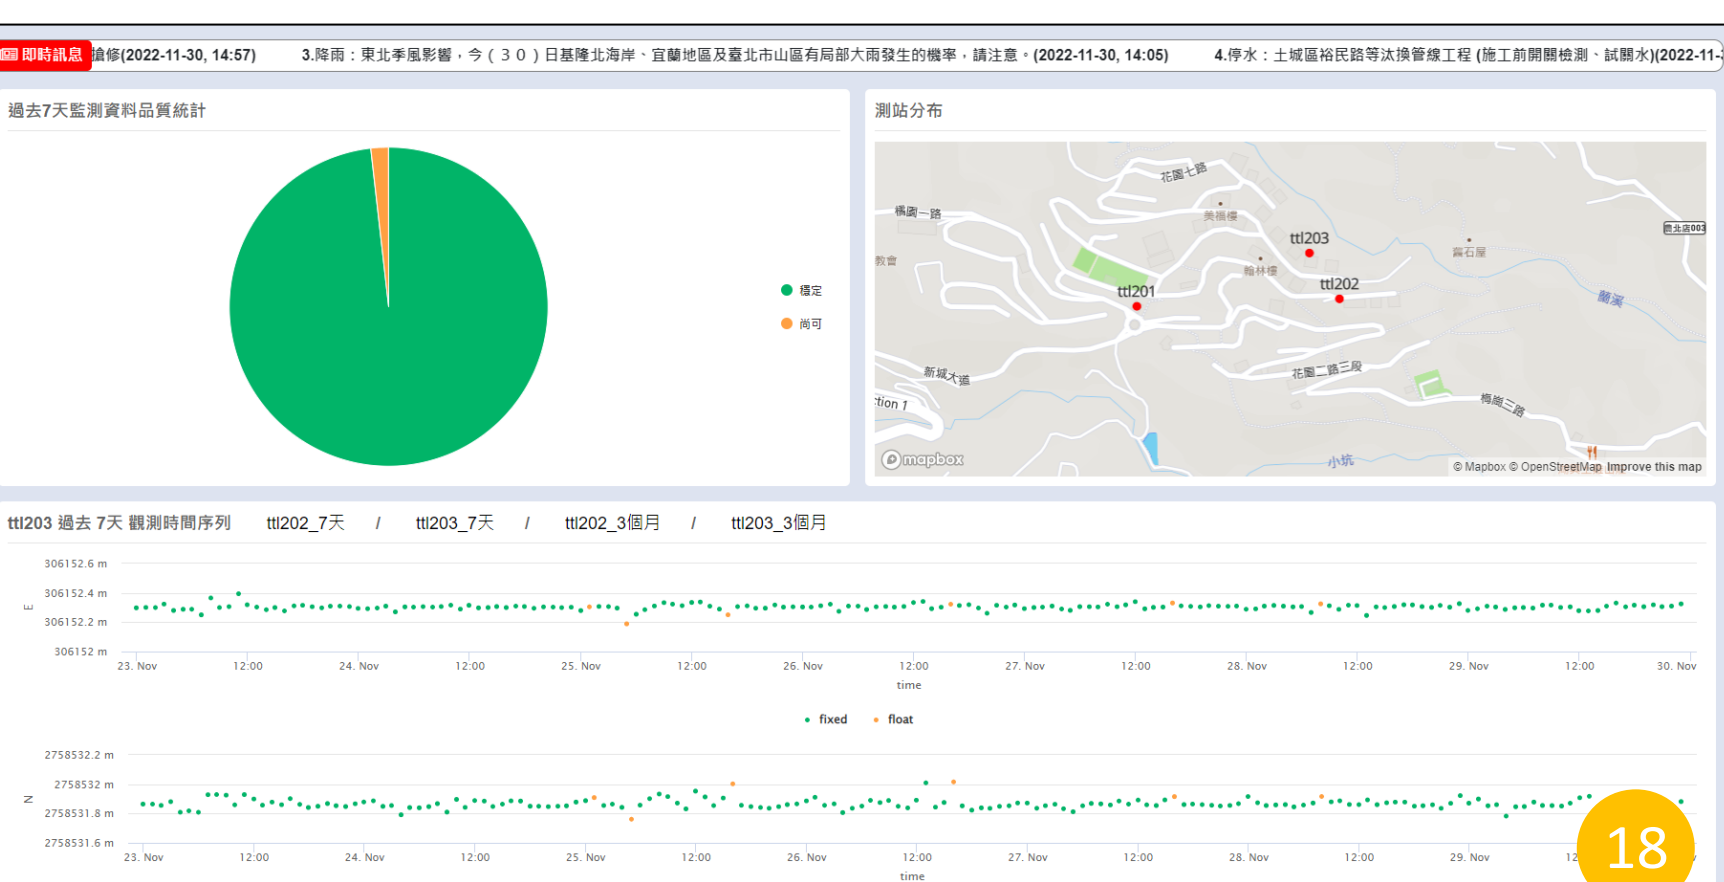 即時訊息 搶修(2022-11-30, 14:57) 3.降雨：東北季風影響，今（３０）日基隆北海岸、宜蘭地區及臺北市山區有局部大雨發生的機率，請注意。(2022-11-30, 14:05) 4.停水：土城區裕民路等汰換管線工程 (施工前開關檢測、試關水)(2022-11-
過去7天監測資料品質統計
穩定
尚可
測站分布
花園七路
橘園一路
美福樓
ttl203
教會
翰林樓
霧石屋
ttl201
ttl202
蘭溪
新城大道
花園二路三段
tion 1
梅崗三路
小坑
mapbox
© Mapbox © OpenStreetMap Improve this map
ttl203 過去 7天 觀測時間序列 ttl202_7天 / ttl203_7天 / ttl202_3個月 / ttl203_3個月
306152.6 m
306152.4 m
E
306152.2 m
306152 m
23. Nov 12:00 24. Nov 12:00 25. Nov 12:00 26. Nov 12:00 27. Nov 12:00 28. Nov 12:00 29. Nov 12:00 30. Nov
time
fixed float
2758532.2 m
2758532 m
N
2758531.8 m
2758531.6 m
23. Nov 12:00 24. Nov 12:00 25. Nov 12:00 26. Nov 12:00 27. Nov 12:00 28. Nov 12:00 29. Nov 12
time
18